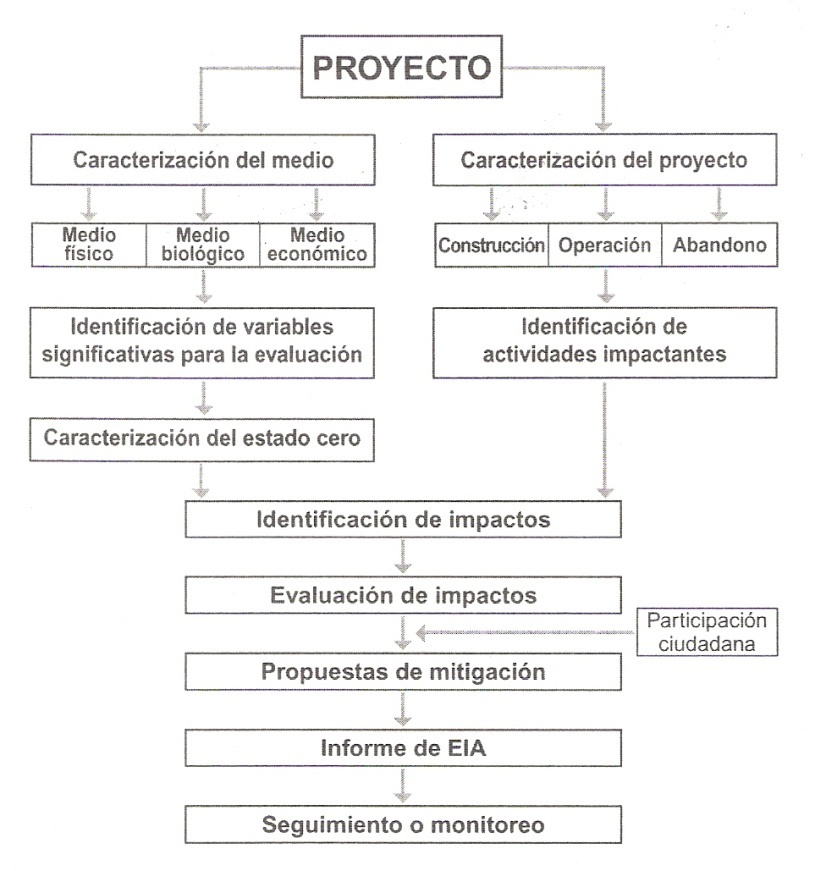 PROYECTO
Caracterización del medio
Caracterización del proyecto
Medio
físico
Medio
biológico
Medio
económico
Construcción
Operación
Abandono
Identificación de variables
significativas para la evaluación
Identificación de
actividades impactantes
Caracterización del estado cero
Identificación de impactos
Evaluación de impactos
Participación
ciudadana
Propuestas de mitigación
Informe de EIA
Seguimiento o monitoreo